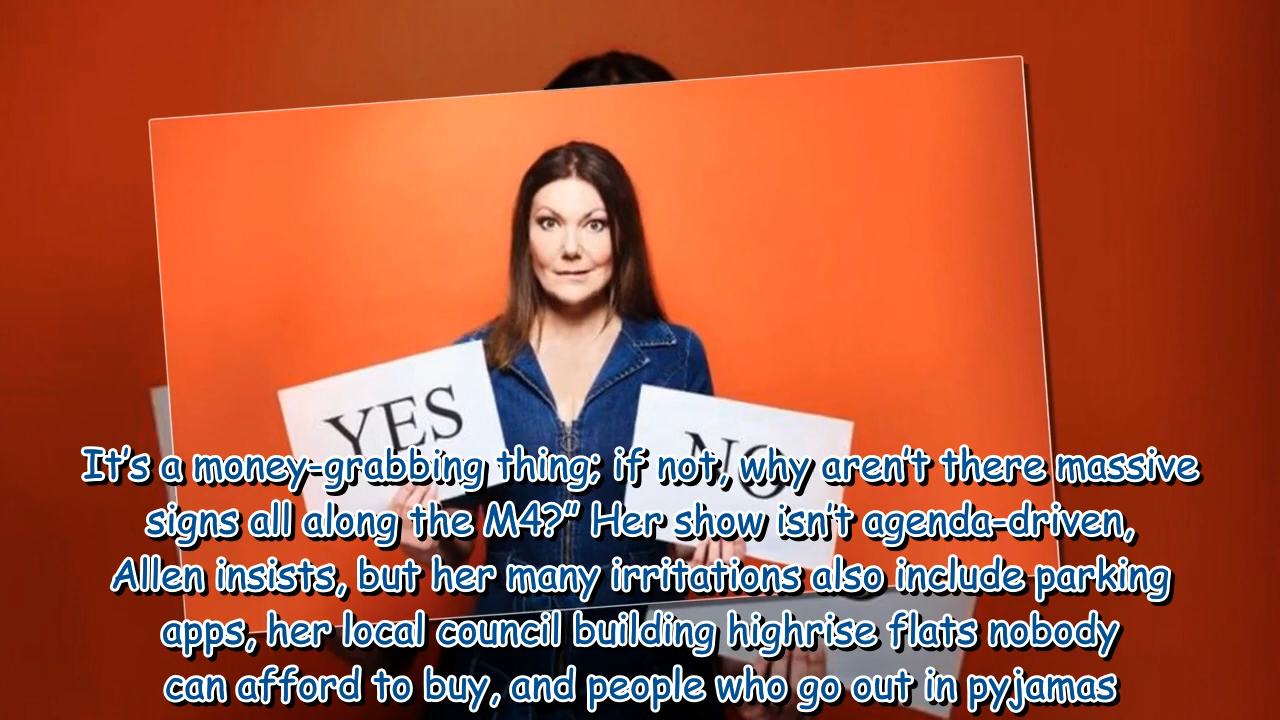 YES
NO
It's a money-grabbing thing; if not, why aren't there massive
signs all along the M4?” Her show isn't agenda-driven,
Allen insists, but her many irritations also include parking
apps, her local council building highrise flats nobody
can afford to buy, and people who go out in pyjamas